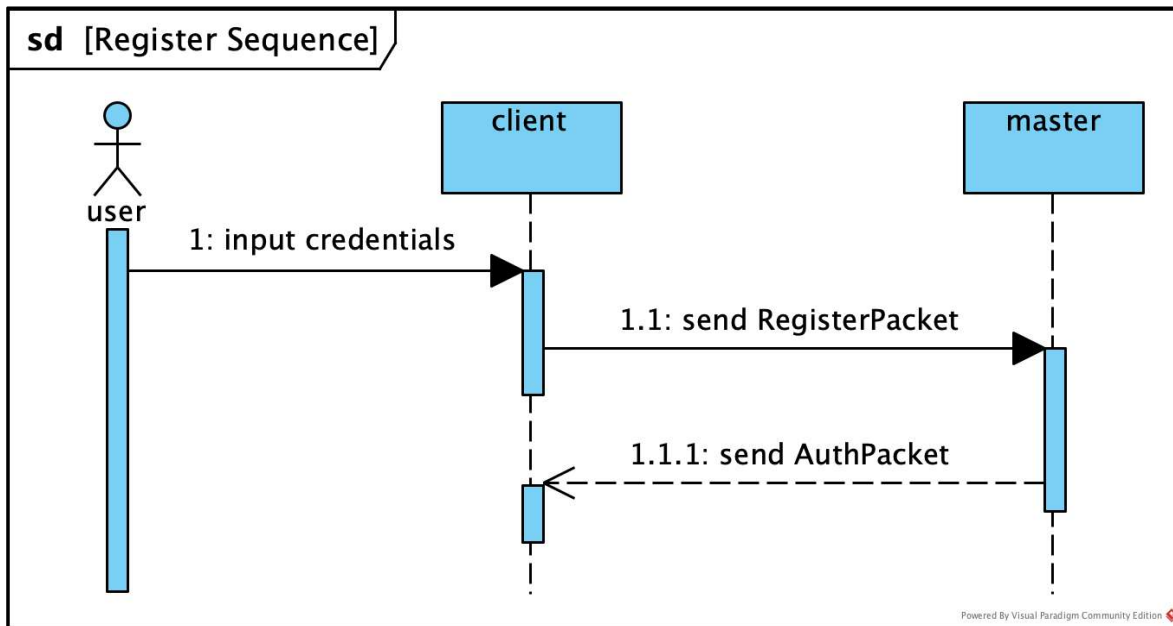 sd [Register Sequence]
client
master
user
1: input credentials
1.1: send RegisterPacket
1.1.1: send AuthPacket
Powered By Visual Paradigm Community Edition